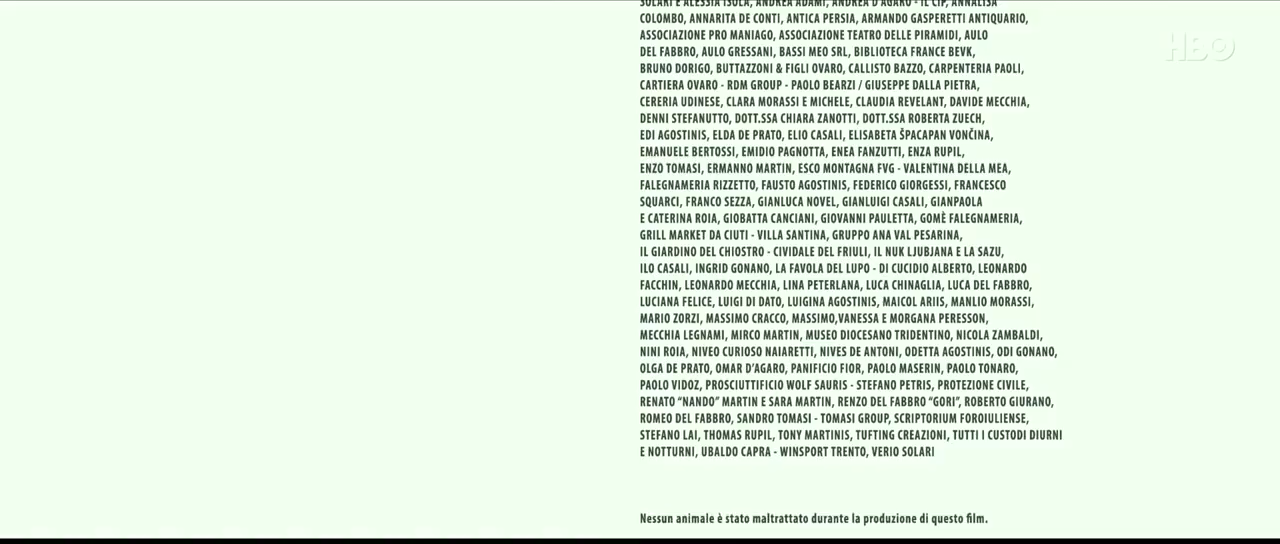 SOLARI E ALESSIA ISOLA, ANDREA ADAMI, ANDREA D'AGARO - IL CIP, ANNALISA
HBO
COLOMBO, ANNARITA DE CONTI, ANTICA PERSIA, ARMANDO GASPERETTI ANTIQUARIO,
ASSOCIAZIONE PRO MANIAGO, ASSOCIAZIONE TEATRO DELLE PIRAMIDI, AULO
DEL FABBRO, AULO GRESSANI, BASSI MEO SRL, BIBLIOTECA FRANCE BEVK,
BRUNO DORIGO, BUTTAZZONI & FIGLI OVARO, CALLISTO BAZZO, CARPENTERIA PAOLI,
CARTIERA OVARO - RDM GROUP - PAOLO BEARZI / GIUSEPPE DALLA PIETRA,
CERERIA UDINESE, CLARA MORASSI E MICHELE, CLAUDIA REVELANT, DAVIDE MECCHIA,
DENNI STEFANUTTO, DOTT.SSA CHIARA ZANOTTI, DOTT.SSA ROBERTA ZUECH,
EDI AGOSTINIS, ELDA DE PRATO, ELIO CASALI, ELISABETA ŠPACAPAN VONČINA,
EMANUELE BERTOSSI, EMIDIO PAGNOTTA, ENEA FANZUTTI, ENZA RUPIL,
ENZO TOMASI, ERMANNO MARTIN, ESCO MONTAGNA FVG - VALENTINA DELLA MEA,
FALEGNAMERIA RIZZETTO, FAUSTO AGOSTINIS, FEDERICO GIORGESSI, FRANCESCO
SQUARCI, FRANCO SEZZA, GIANLUCA NOVEL, GIANLUIGI CASALI, GIANPAOLA
E CATERINA ROIA, GIOBATTA CANCIANI, GIOVANNI PAULETTA, GOMÈ FALEGNAMERIA,
GRILL MARKET DA CIUTI - VILLA SANTINA, GRUPPO ANA VAL PESARINA,
IL GIARDINO DEL CHIOSTRO - CIVIDALE DEL FRIULI, IL NUK LJUBJANA E LA SAZU,
ILO CASALI, INGRID GONANO, LA FAVOLA DEL LUPO - DI CUCIDIO ALBERTO, LEONARDO
FACCHIN, LEONARDO MECCHIA, LINA PETERLANA, LUCA CHINAGLIA, LUCA DEL FABBRO,
LUCIANA FELICE, LUIGI DI DATO, LUIGINA AGOSTINIS, MAICOL ARIIS, MANLIO MORASSI,
MARIO ZORZI, MASSIMO CRACCO, MASSIMO,VANESSA E MORGANA PERESSON,
MECCHIA LEGNAMI, MIRCO MARTIN, MUSEO DIOCESANO TRIDENTINO, NICOLA ZAMBALDI,
NINI ROIA, NIVEO CURIOSO NAIARETTI, NIVES DE ANTONI, ODETTA AGOSTINIS, ODI GONANO,
OLGA DE PRATO, OMAR D'AGARO, PANIFICIO FIOR, PAOLO MASERIN, PAOLO TONARO,
PAOLO VIDOZ, PROSCIUTTIFICIO WOLF SAURIS - STEFANO PETRIS, PROTEZIONE CIVILE,
RENATO “NANDO” MARTIN E SARA MARTIN, RENZO DEL FABBRO “GORI”, ROBERTO GIURANO,
ROMEO DEL FABBRO, SANDRO TOMASI - TOMASI GROUP, SCRIPTORIUM FOROIULIENSE,
STEFANO LAI, THOMAS RUPIL, TONY MARTINIS, TUFTING CREAZIONI, TUTTI I CUSTODI DIURNI
E NOTTURNI, UBALDO CAPRA - WINSPORT TRENTO, VERIO SOLARI
Nessun animale è stato maltrattato durante la produzione di questo film.